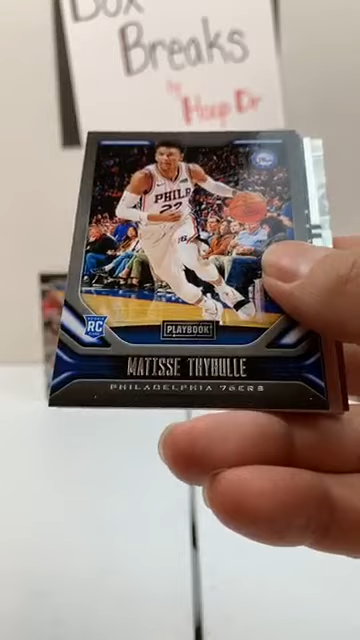 Box
Breaks
by
Hoop Dr
PHILA
22
RC
PLAYBOOK
MATISSE THYBULLE
PHILADELPHIA 76ERS